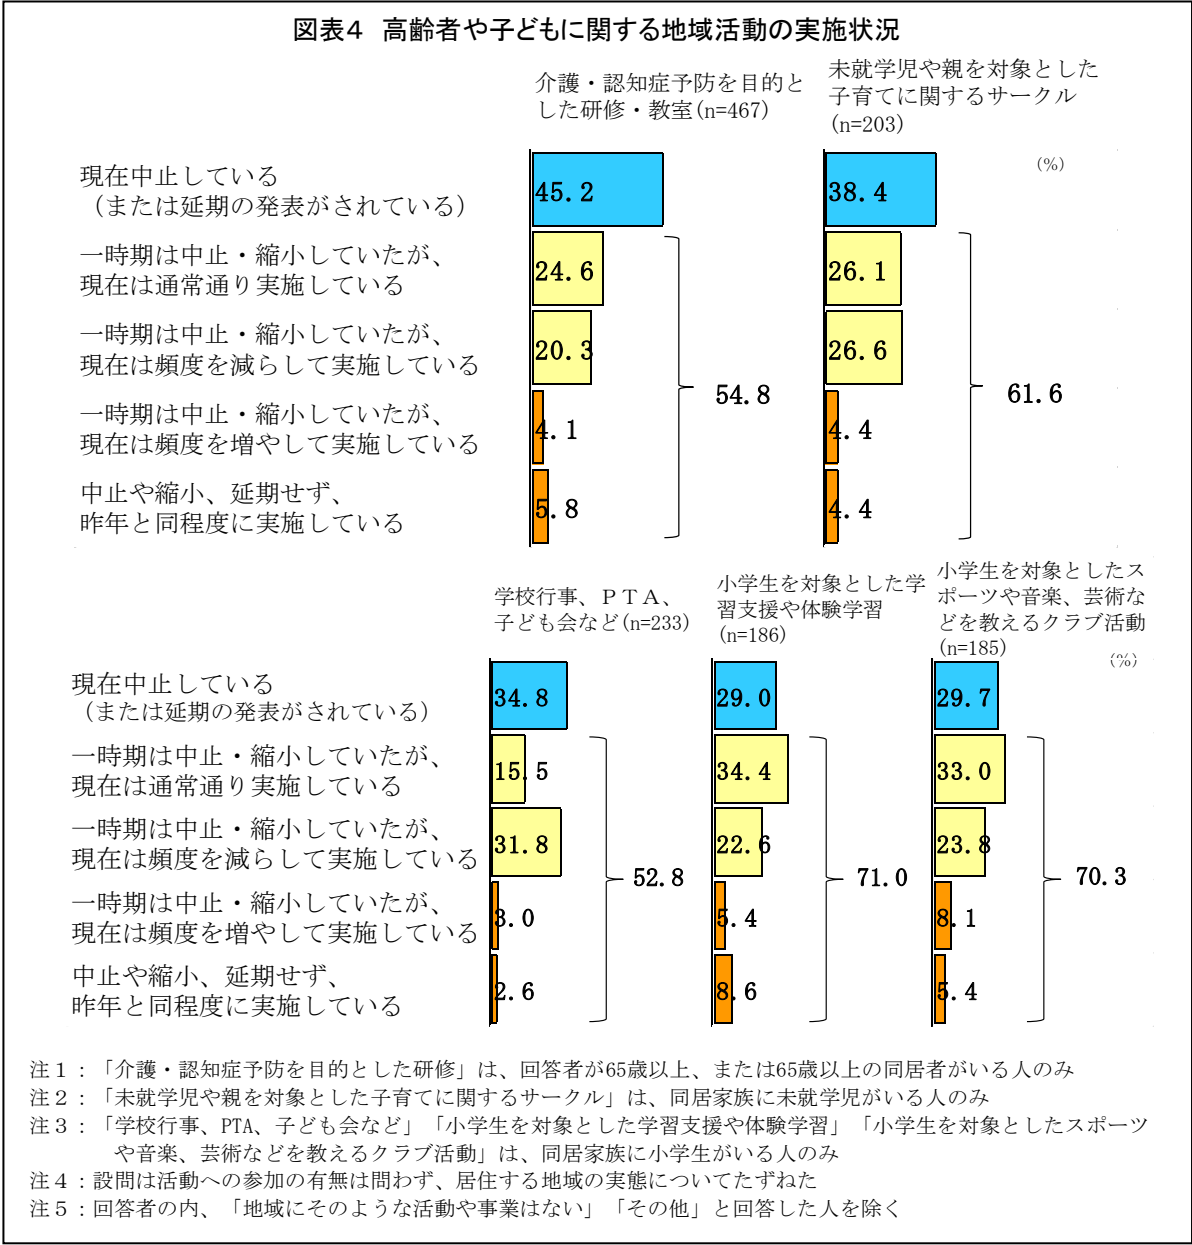 図表4 高齢者や子どもに関する地域活動の実施状況
介護・認知症予防を目的と
した研修・教室(n=467)
未就学児や親を対象とした
子育てに関するサークル
(n=203)
(%)
現在中止している
（または延期の発表がされている）
45.2
38.4
一時期は中止・縮小していたが、
現在は通常通り実施している
24.6
26.1
一時期は中止・縮小していたが、
現在は頻度を減らして実施している
20.3
26.6
54.8
61.6
一時期は中止・縮小していたが、
現在は頻度を増やして実施している
4.1
4.4
中止や縮小、延期せず、
昨年と同程度に実施している
5.8
4.4
学校行事、ＰＴＡ、
子ども会など(n=233)
小学生を対象とした学
習支援や体験学習
(n=186)
小学生を対象としたス
ポーツや音楽、芸術な
どを教えるクラブ活動
(n=185)
(%)
現在中止している
（または延期の発表がされている）
34.8
29.0
29.7
一時期は中止・縮小していたが、
現在は通常通り実施している
15.5
34.4
33.0
一時期は中止・縮小していたが、
現在は頻度を減らして実施している
31.8
22.6
23.8
52.8
71.0
70.3
一時期は中止・縮小していたが、
現在は頻度を増やして実施している
3.0
5.4
8.1
中止や縮小、延期せず、
昨年と同程度に実施している
2.6
8.6
5.4
注１：「介護・認知症予防を目的とした研修」は、回答者が65歳以上、または65歳以上の同居者がいる人のみ
注２：「未就学児や親を対象とした子育てに関するサークル」は、同居家族に未就学児がいる人のみ
注３：「学校行事、PTA、子ども会など」「小学生を対象とした学習支援や体験学習」「小学生を対象としたスポーツ
や音楽、芸術などを教えるクラブ活動」は、同居家族に小学生がいる人のみ
注４：設問は活動への参加の有無は問わず、居住する地域の実態についてたずねた
注５：回答者の内、「地域にそのような活動や事業はない」「その他」と回答した人を除く